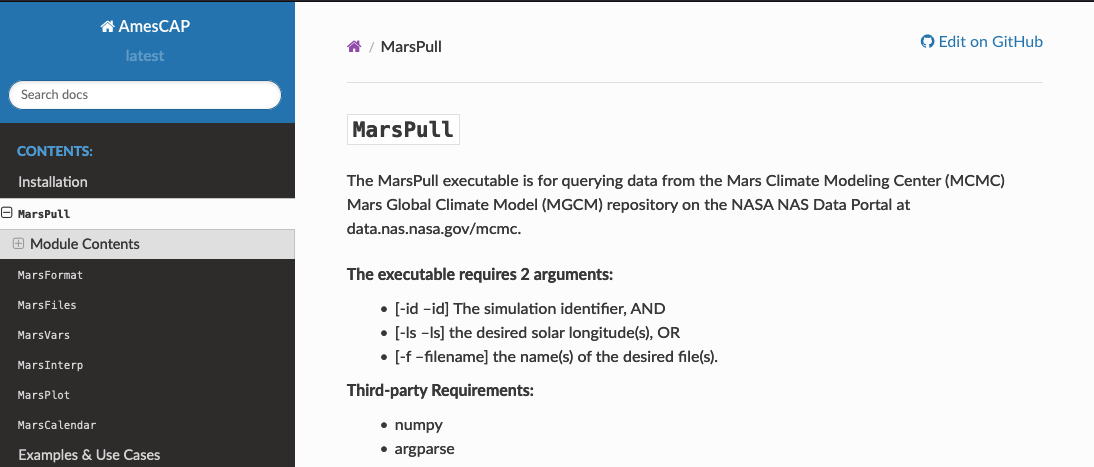 AmesCAP
latest
Search docs
CONTENTS:
Installation
MarsPull
Module Contents
MarsFormat
MarsFiles
MarsVars
MarsInterp
MarsPlot
MarsCalendar
Examples & Use Cases
/ MarsPull
Edit on GitHub
MarsPull
The MarsPull executable is for querying data from the Mars Climate Modeling Center (MCMC)
Mars Global Climate Model (MGCM) repository on the NASA NAS Data Portal at
data.nas.nasa.gov/mcmc.
The executable requires 2 arguments:
• [-id –id] The simulation identifier, AND
• [-ls –ls] the desired solar longitude(s), OR
• [-f –filename] the name(s) of the desired file(s).
Third-party Requirements:
• numpy
• argparse